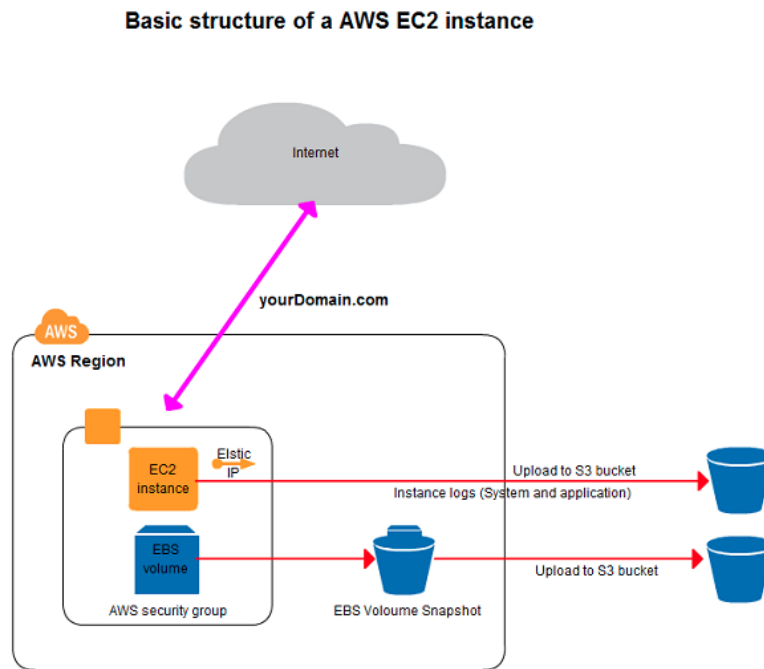 Basic structure of a AWS EC2 instance
Internet
yourDomain.com
AWS
AWS Region
Elstic
IP
EC2
instance
Upload to S3 bucket
Instance logs (System and application)
EBS
volume
Upload to S3 bucket
AWS security group
EBS Voloume Snapshot